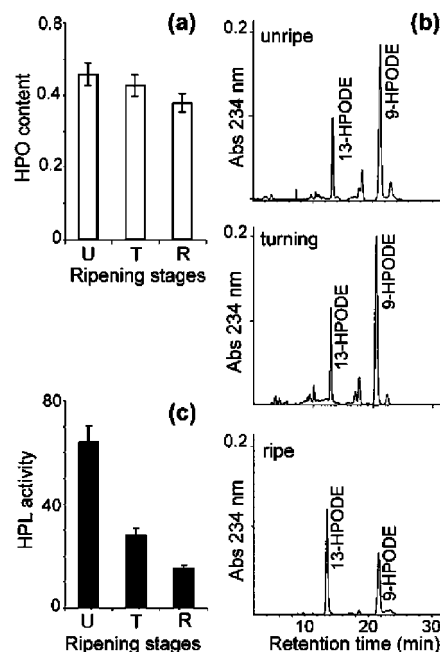 (a)
0.8
0.4
0
HPO content
U T R
Ripening stages
(b)
unripe
0.2
Abs 234 nm
13-HPODE
9-HPODE
turning
0.2
Abs 234 nm
13-HPODE
9-HPODE
ripe
0.2
Abs 234 nm
13-HPODE
9-HPODE
10 20 30
Retention time (min)
(c)
80
40
0
HPL activity
U T R
Ripening stages